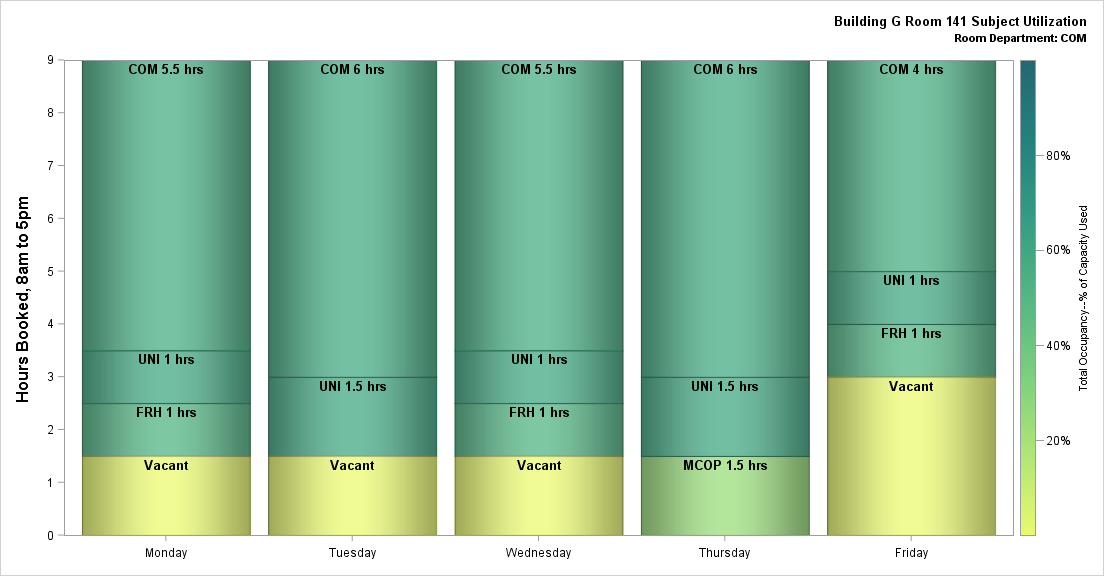 Building G Room 141 Subject Utilization
Room Department: COM
Hours Booked, 8am to 5pm
9
8
7
6
5
4
3
2
1
0
COM 5.5 hrs
UNI 1 hrs
FRH 1 hrs
Vacant
COM 6 hrs
UNI 1.5 hrs
Vacant
COM 5.5 hrs
UNI 1 hrs
FRH 1 hrs
Vacant
COM 6 hrs
UNI 1.5 hrs
MCOP 1.5 hrs
COM 4 hrs
UNI 1 hrs
FRH 1 hrs
Vacant
Monday
Tuesday
Wednesday
Thursday
Friday
80%
60%
40%
20%
Total Occupancy--% of Capacity Used